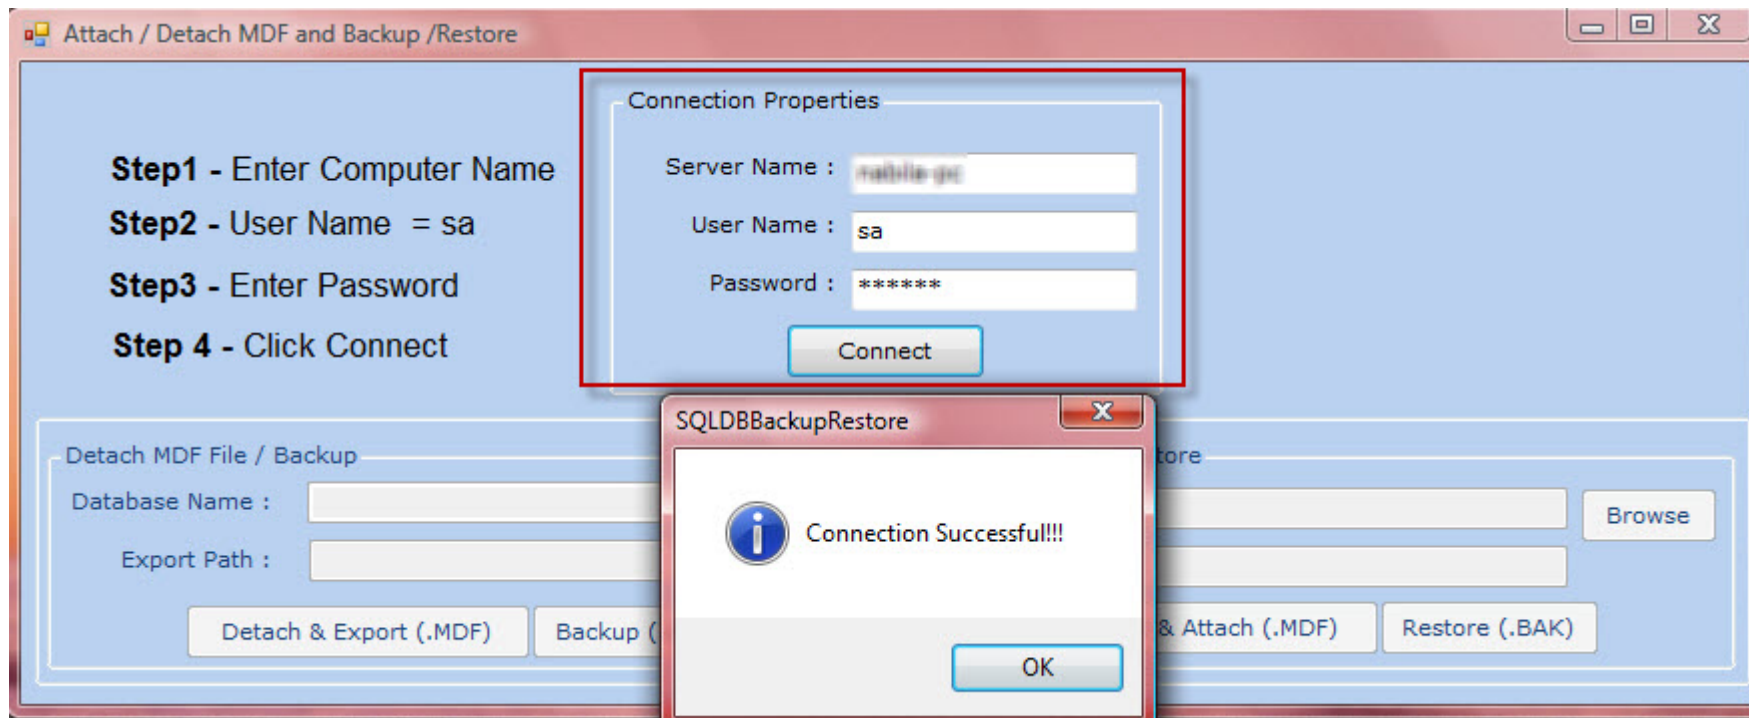 Attach / Detach MDF and Backup /Restore
Connection Properties
Step1 - Enter Computer Name
Server Name :
Step2 - User Name = sa
User Name : sa
Step3 - Enter Password
Password : ******
Step 4 - Click Connect
Connect
SQLDBBackupRestore
Connection Successful!!!
OK
Detach MDF File / Backup
Database Name :
Export Path :
Detach & Export (.MDF)
Backup (
tore
Browse
& Attach (.MDF)
Restore (.BAK)